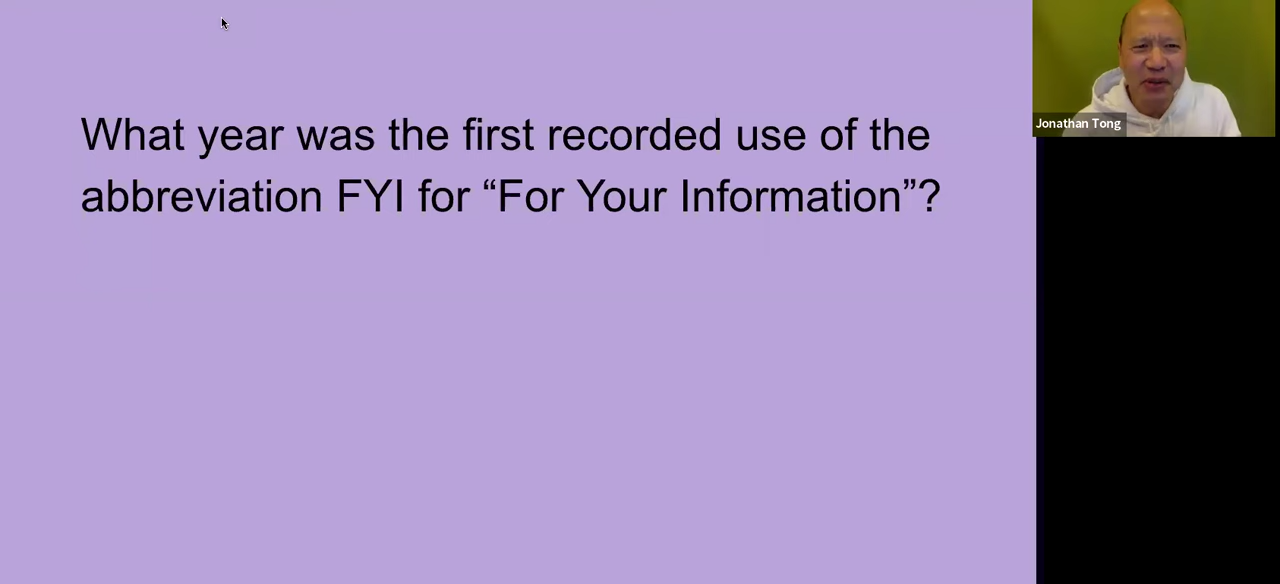 What year was the first recorded use of the
abbreviation FYI for “For Your Information”?
Jonathan Tong